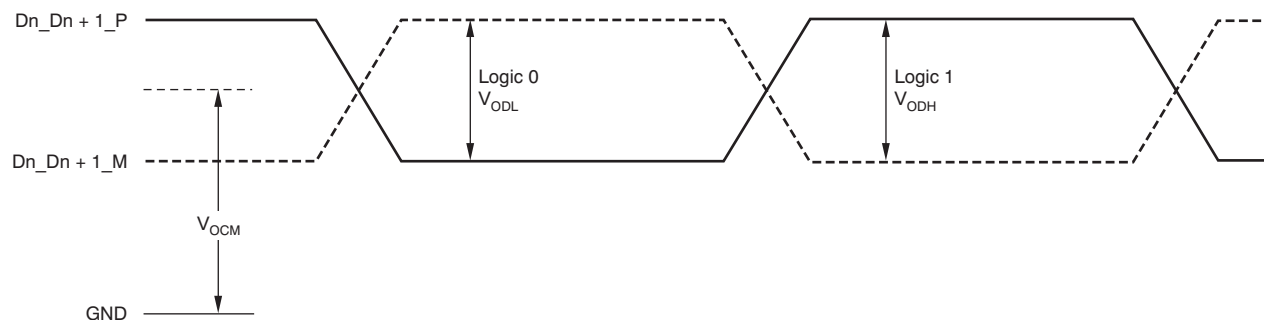 Dn_Dn + 1_P
Logic 0
VODL
Logic 1
VODH
Dn_Dn + 1_M
VOCM
GND